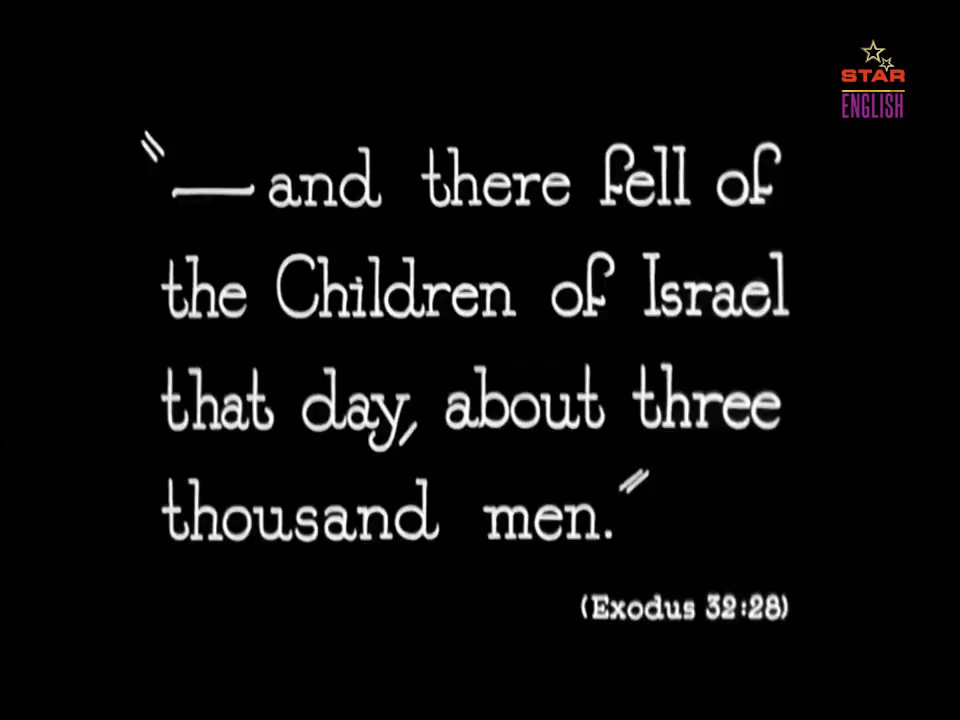 STAR
ENGLISH
"—and there fell of
the Children of Israel
that day, about three
thousand men."
(Exodus 32:28)